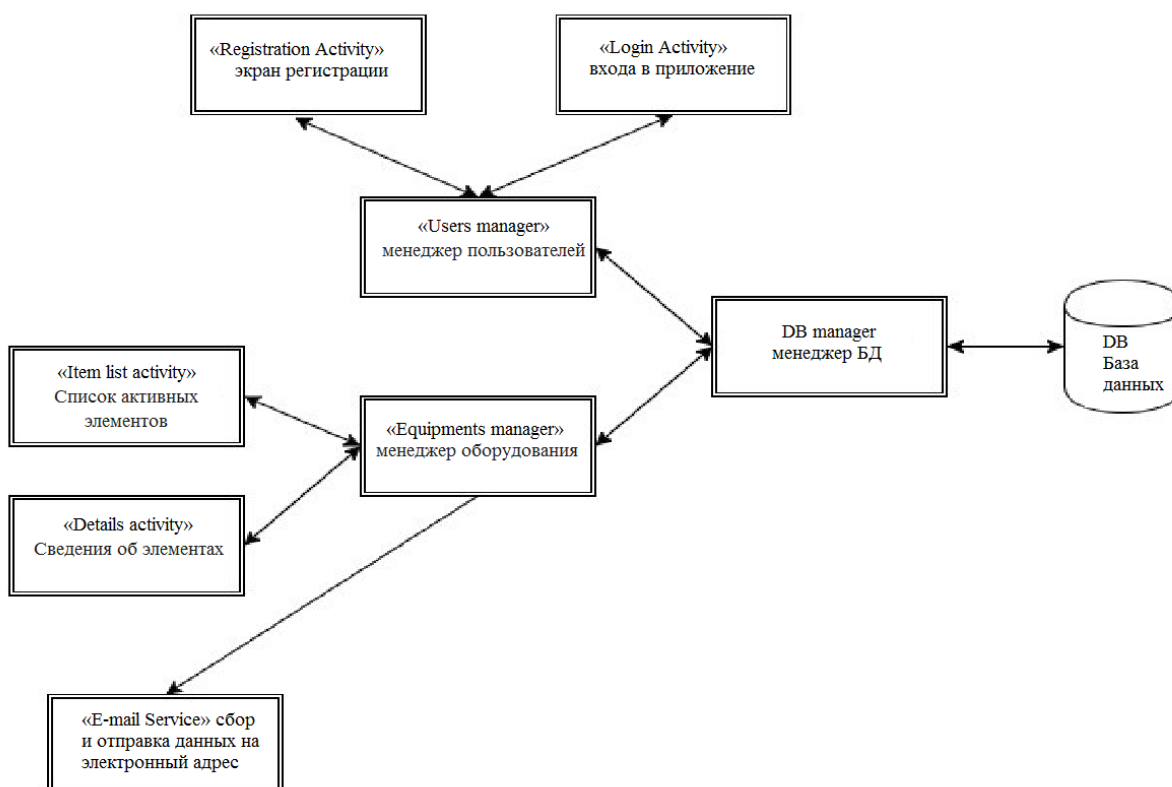 «Registration Activity»
экран регистрации
«Login Activity»
входа в приложение
«Users manager»
менеджер пользователей
DB manager
менеджер БД
DB
База
данных
«Item list activity»
Список активных
элементов
«Equipments manager»
менеджер оборудования
«Details activity»
Сведения об элементах
«E-mail Service» сбор
и отправка данных на
электронный адрес